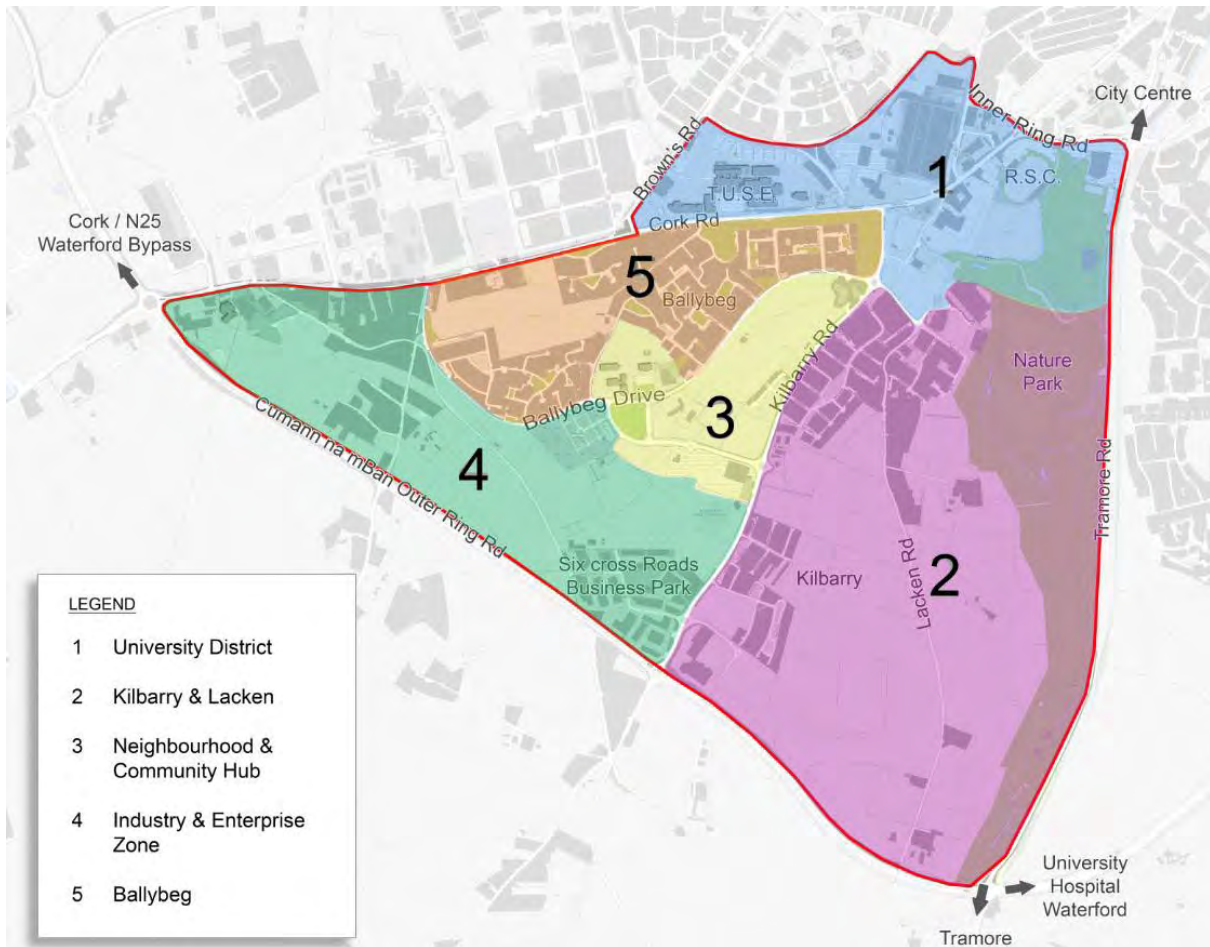 City Centre
Inner Ring Rd
Brown's Rd
1
R.S.C.
T.U.S.E
Cork / N25
Waterford Bypass
Cork Rd
5
Ballybeg
Nature
Park
Kilbarry Rd
Ballybeg Drive
3
4
Cumann na mBan Outer Ring Rd
Tramore Rd
Six cross Roads
Business Park
Kilbarry
Lacken Rd
2
LEGEND
1 University District
2 Kilbarry & Lacken
3 Neighbourhood &
Community Hub
4 Industry & Enterprise
Zone
5 Ballybeg
University
Hospital
Waterford
Tramore